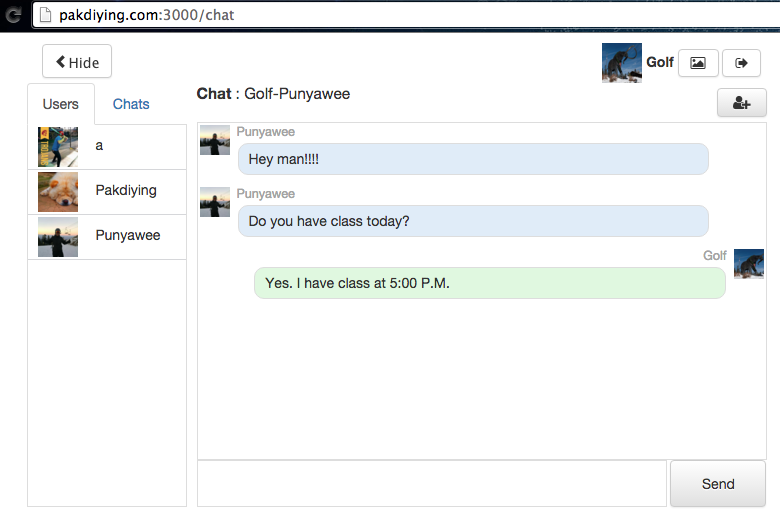 pakdiying.com:3000/chat
Hide
Golf
Users
Chats
Chat : Golf-Punyawee
a
Pakdiying
Punyawee
Punyawee
Hey man!!!!
Punyawee
Do you have class today?
Golf
Yes. I have class at 5:00 P.M.
Send